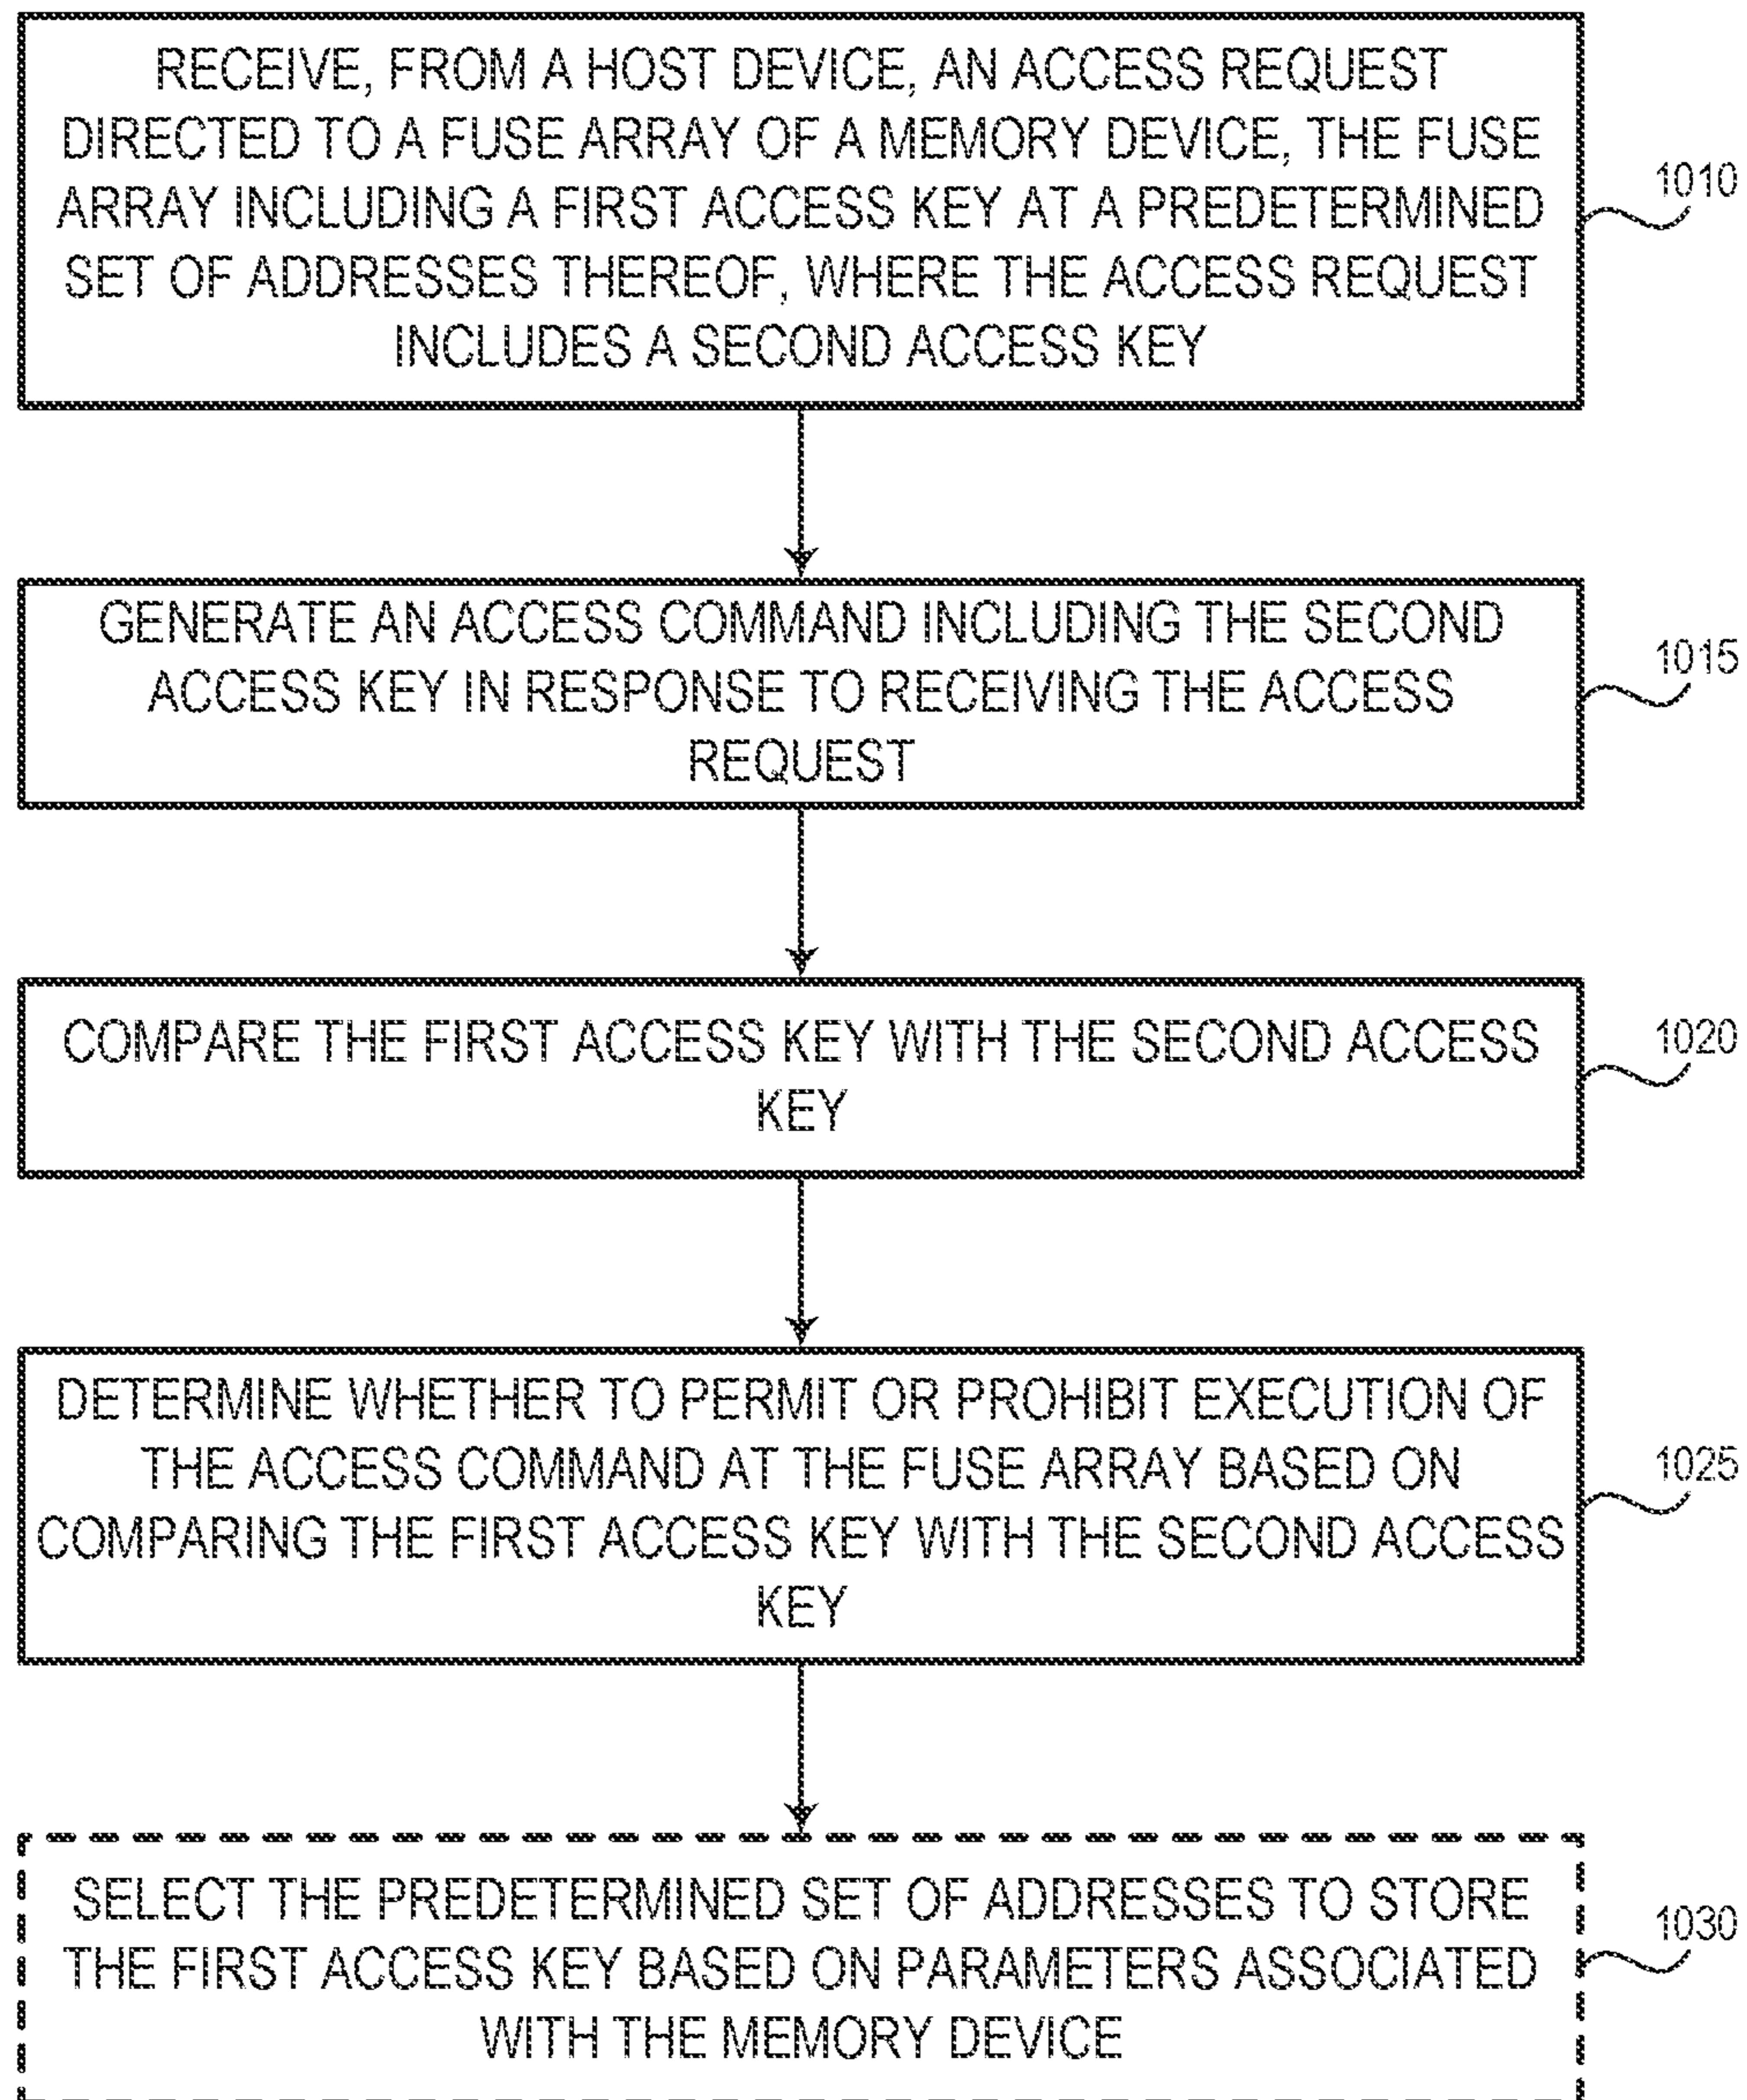 RECEIVE, FROM A HOST DEVICE, AN ACCESS REQUEST
DIRECTED TO A FUSE ARRAY OF A MEMORY DEVICE, THE FUSE
ARRAY INCLUDING A FIRST ACCESS KEY AT A PREDETERMINED
SET OF ADDRESSES THEREOF, WHERE THE ACCESS REQUEST
INCLUDES A SECOND ACCESS KEY
1010
GENERATE AN ACCESS COMMAND INCLUDING THE SECOND
ACCESS KEY IN RESPONSE TO RECEIVING THE ACCESS
REQUEST
1015
COMPARE THE FIRST ACCESS KEY WITH THE SECOND ACCESS
KEY
1020
DETERMINE WHETHER TO PERMIT OR PROHIBIT EXECUTION OF
THE ACCESS COMMAND AT THE FUSE ARRAY BASED ON
COMPARING THE FIRST ACCESS KEY WITH THE SECOND ACCESS
KEY
1025
SELECT THE PREDETERMINED SET OF ADDRESSES TO STORE
THE FIRST ACCESS KEY BASED ON PARAMETERS ASSOCIATED
WITH THE MEMORY DEVICE
1030